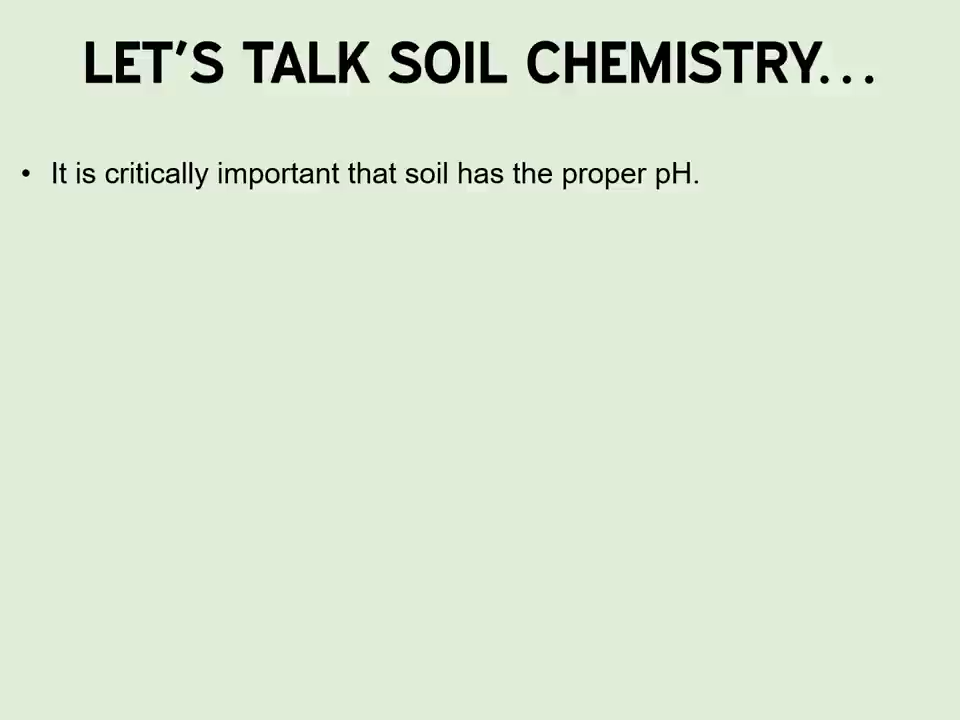 LET'S TALK SOIL CHEMISTRY...
• It is critically important that soil has the proper pH.